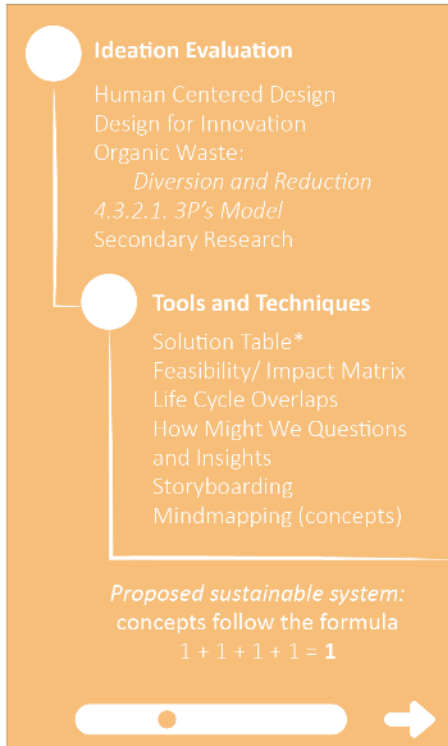 Ideation Evaluation
Human Centered Design
Design for Innovation
Organic Waste:
Diversion and Reduction
4.3.2.1. 3P's Model
Secondary Research
Tools and Techniques
Solution Table*
Feasibility/ Impact Matrix
Life Cycle Overlaps
How Might We Questions
and Insights
Storyboarding
Mindmapping (concepts)
Proposed sustainable system:
concepts follow the formula
1 + 1 + 1 + 1 = 1